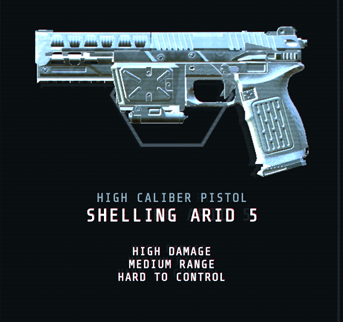 HIGH CALIBER PISTOL
SHELLING ARID 5
HIGH DAMAGE
MEDIUM RANGE
HARD TO CONTROL